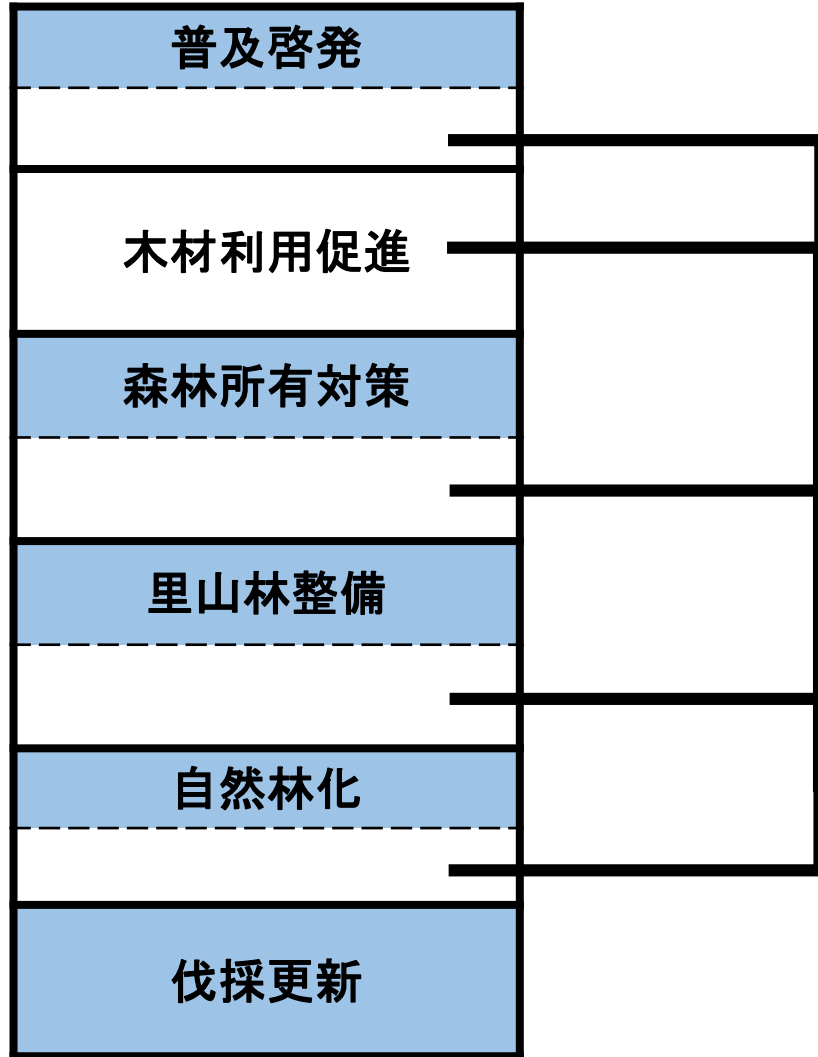 普及啓発
木材利用促進
森林所有対策
里山林整備
自然林化
伐採更新